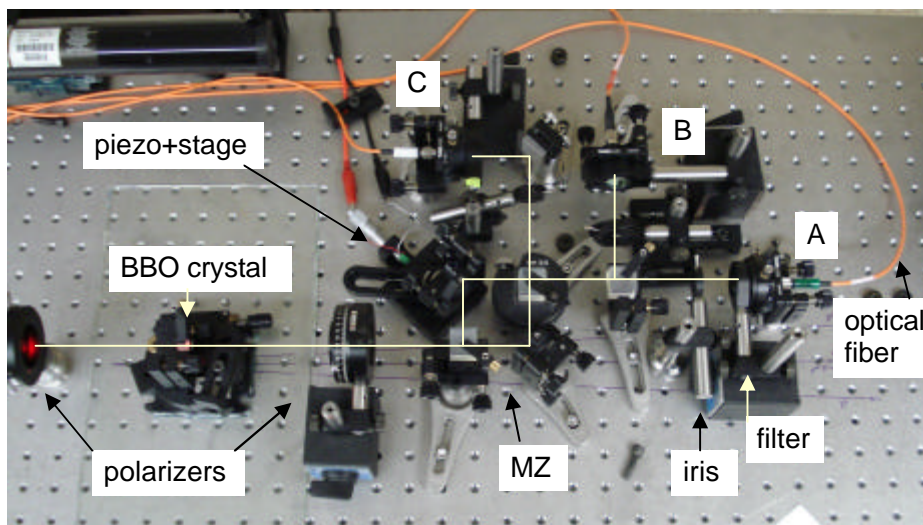 C
B
piezo+stage
A
BBO crystal
optical
fiber
filter
polarizers
MZ
iris